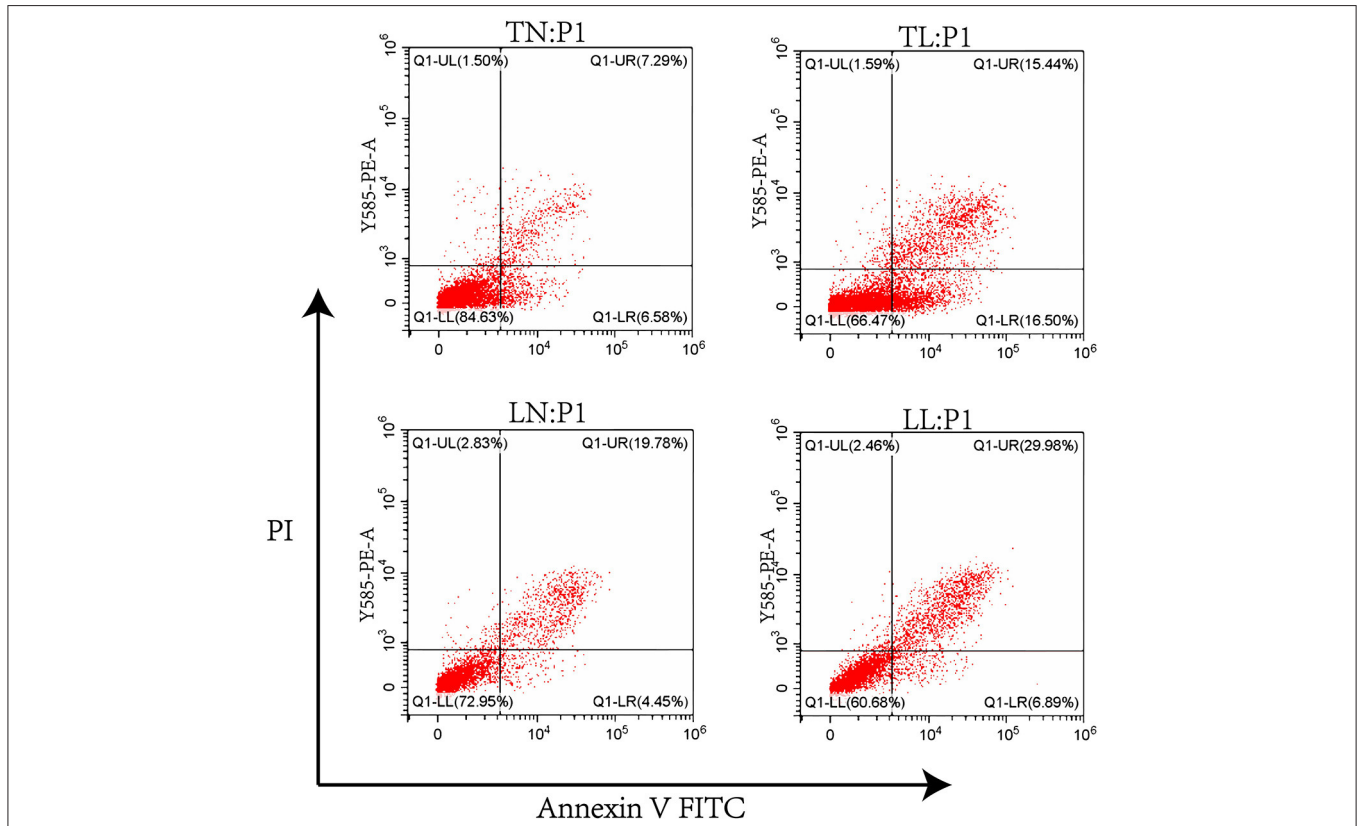 TN:P1
Q1-UL(1.50%) Q1-UR(7.29%)
10^6
10^5
10^4
10^3
0
Y585-PE-A
Q1-LL(84.63%) Q1-LR(6.58%)
0 10^4 10^5 10^6
TL:P1
Q1-UL(1.59%) Q1-UR(15.44%)
10^6
10^5
10^4
10^3
0
Y585-PE-A
Q1-LL(66.47%) Q1-LR(16.50%)
0 10^4 10^5 10^6
LN:P1
Q1-UL(2.83%) Q1-UR(19.78%)
10^6
10^5
10^4
10^3
0
Y585-PE-A
Q1-LL(72.95%) Q1-LR(4.45%)
0 10^4 10^5 10^6
LL:P1
Q1-UL(2.46%) Q1-UR(29.98%)
10^6
10^5
10^4
10^3
0
Y585-PE-A
Q1-LL(60.68%) Q1-LR(6.89%)
0 10^4 10^5 10^6
PI
Annexin V FITC